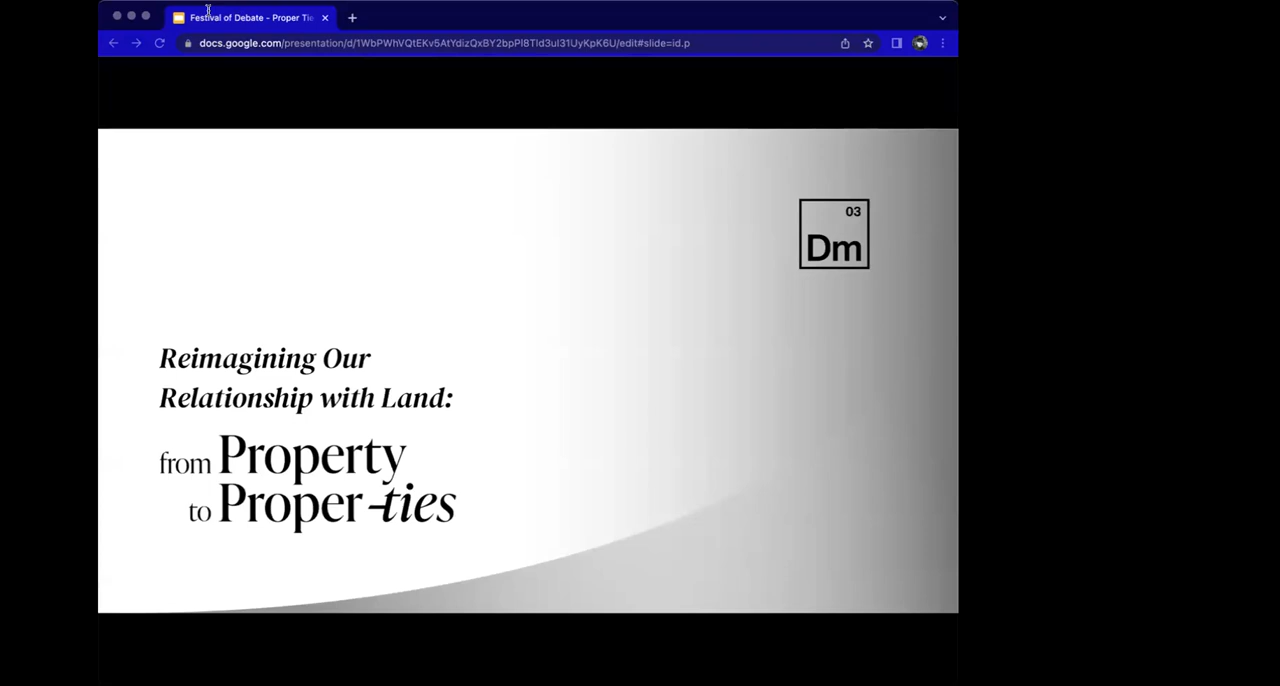 Festival of Debate - Proper Tie
docs.google.com/presentation/d/1WbPWhVQtEKv5AtYdizQxBY2bpPl8Tld3ul31UyKpK6U/edit#slide=id.p
03
Dm
Reimagining Our
Relationship with Land:
from Property
to Proper-ties